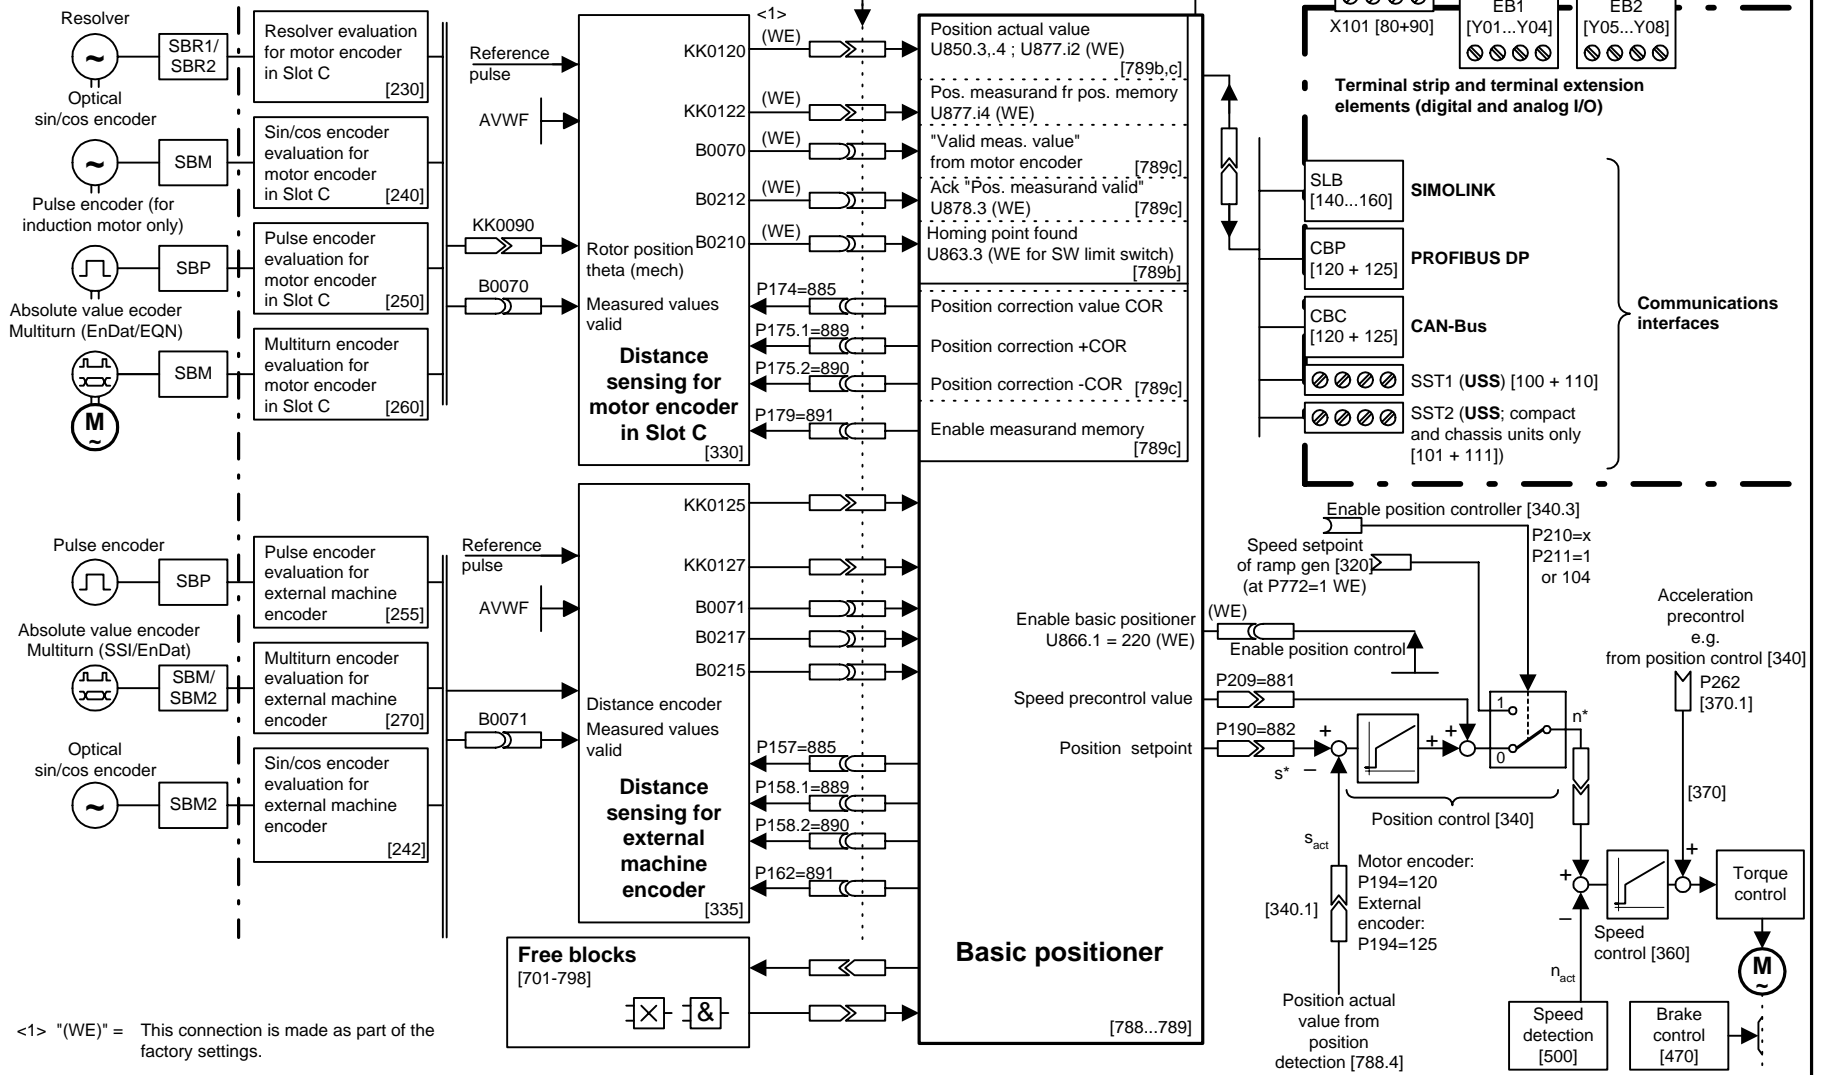 Resolver
SBR1/
SBR2
Resolver evaluation
for motor encoder
in Slot C
[230]
Optical
sin/cos encoder
SBM
Sin/cos encoder
evaluation for
motor encoder
in Slot C
[240]
Pulse encoder (for
induction motor only)
SBP
Pulse encoder
evaluation for
motor encoder
in Slot C
[250]
Absolute value ecoder
Multiturn (EnDat/EQN)
SBM
Multiturn encoder
evaluation for
motor encoder
in Slot C
[260]
M
~
Reference
pulse
AVWF
KK0090
B0070
Rotor position
theta (mech)
Measured values
valid
Distance
sensing for
motor encoder
in Slot C
[330]
<1>
KK0120
(WE)
KK0122
(WE)
B0070
(WE)
B0212
(WE)
B0210
(WE)
P174=885
P175.1=889
P175.2=890
P179=891
Position actual value
U850.3,.4 ; U877.i2 (WE)
[789b,c]
Pos. measurand fr pos. memory
U877.i4 (WE)
"Valid meas. value"
from motor encoder
[789c]
Ack "Pos. measurand valid"
U878.3 (WE)
[789c]
Homing point found
U863.3 (WE for SW limit switch)
[789b]
Position correction value COR
Position correction +COR
Position correction -COR
[789c]
Enable measurand memory
[789c]
X101 [80+90]
EB1
[Y01...Y04]
EB2
[Y05...Y08]
Terminal strip and terminal extension
elements (digital and analog I/O)
SLB
[140...160]
SIMOLINK
CBP
[120 + 125]
PROFIBUS DP
CBC
[120 + 125]
CAN-Bus
SST1 (USS) [100 + 110]
SST2 (USS; compact
and chassis units only
[101 + 111])
Communications
interfaces
Pulse encoder
SBP
Pulse encoder
evaluation for
external machine
encoder
[255]
Absolute value encoder
Multiturn (SSI/EnDat)
SBM/
SBM2
Multiturn encoder
evaluation for
external machine
encoder
[270]
Optical
sin/cos encoder
SBM2
Sin/cos encoder
evaluation for
external machine
encoder
[242]
Reference
pulse
AVWF
B0071
KK0125
KK0127
B0071
B0217
B0215
Distance encoder
Measured values
valid
Distance
sensing for
external
machine
encoder
[335]
P157=885
P158.1=889
P158.2=890
P162=891
Free blocks
[701-798]
&
Enable basic positioner
U866.1 = 220 (WE)
Speed precontrol value
Position setpoint
Basic positioner
[788...789]
Enable position controller [340.3]
Speed setpoint
of ramp gen [320]
(at P772=1 WE)
P210=x
P211=1
or 104
(WE)
Enable position control
P209=881
P190=882
s*
+
–
+
+
1
0
n*
Position control [340]
Acceleration
precontrol
e.g.
from position control [340]
P262
[370.1]
[370]
s act
Motor encoder:
P194=120
External
encoder:
P194=125
[340.1]
Position actual
value from
position
detection [788.4]
+
–
+
Speed
control [360]
Torque
control
n act
M
~
Speed
detection
[500]
Brake
control
[470]
<1> "(WE)" = This connection is made as part of the
factory settings.